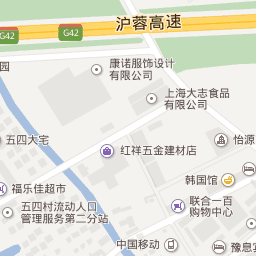 沪蓉高速
G42
G42
园
康诺服饰设计
有限公司
上海大志食品
有限公司
五四大宅
怡源
红祥五金建材店
韩国馆
福乐佳超市
联合一百
购物中心
五四村流动人口
管理服务第二分站
中国移动
豫息宾